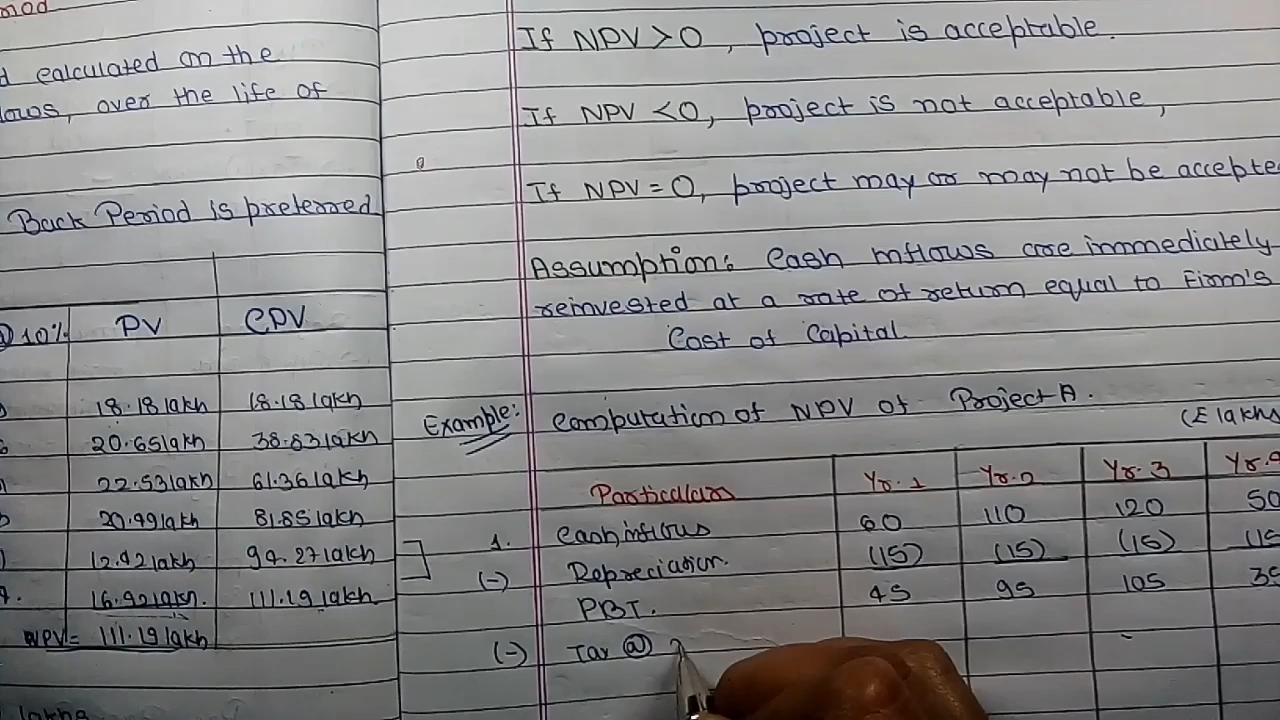 calculated on the
over the life of
Back Period is preferred
@ 10% PV CPV
18.18 lakh 18.18 lakh
20.65 lakh 38.83 lakh
22.53 lakh 61.36 lakh
81.85 lakh
12.42 lakh 94.27 lakh
16.92 lakh. 111.19 lakh
NPV = 111.19 lakh
lakhs
If NPV > 0, project is acceptable.
If NPV < 0, project is not acceptable,
If NPV = 0, project may or may not be
Assumption: Cash inflows are immediately
reinvested at a rate of return equal to Firm's
Cost of Capital.
Example: Computation of NPV of Project A.
Particulars Yr.1 Yr.2 Yr.3
1. Cash inflows 60 110 120 50
(-) Depreciation. (15) (15) (15)
PBT. 45 95 105 35
(-) Tax @